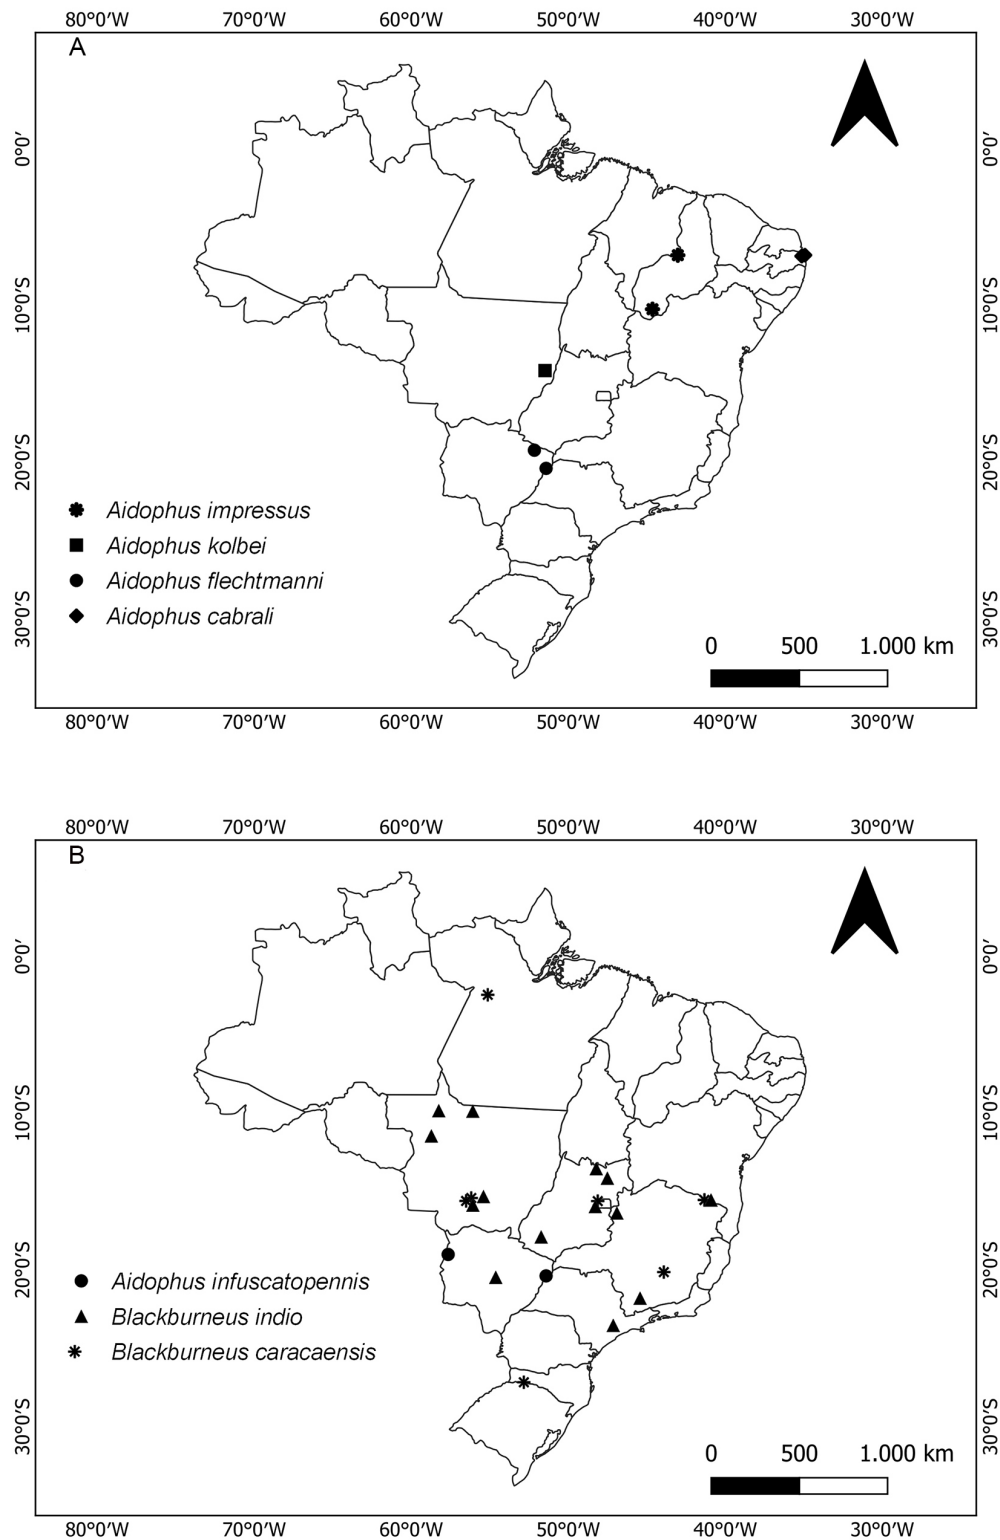 80°0′W 70°0′W 60°0′W 50°0′W 40°0′W 30°0′W
A
0°0′ 0°0′
10°0′S 10°0′S
20°0′S 20°0′S
Aidophus impressus
Aidophus kolbei
Aidophus flechtmanni
Aidophus cabrali
30°0′S 30°0′S
0 500 1.000 km
80°0′W 70°0′W 60°0′W 50°0′W 40°0′W 30°0′W
80°0′W 70°0′W 60°0′W 50°0′W 40°0′W 30°0′W
B
0°0′ 0°0′
10°0′S 10°0′S
20°0′S 20°0′S
Aidophus infuscatopennis
Blackburneus indio
Blackburneus caracaensis
30°0′S 30°0′S
0 500 1.000 km
80°0′W 70°0′W 60°0′W 50°0′W 40°0′W 30°0′W